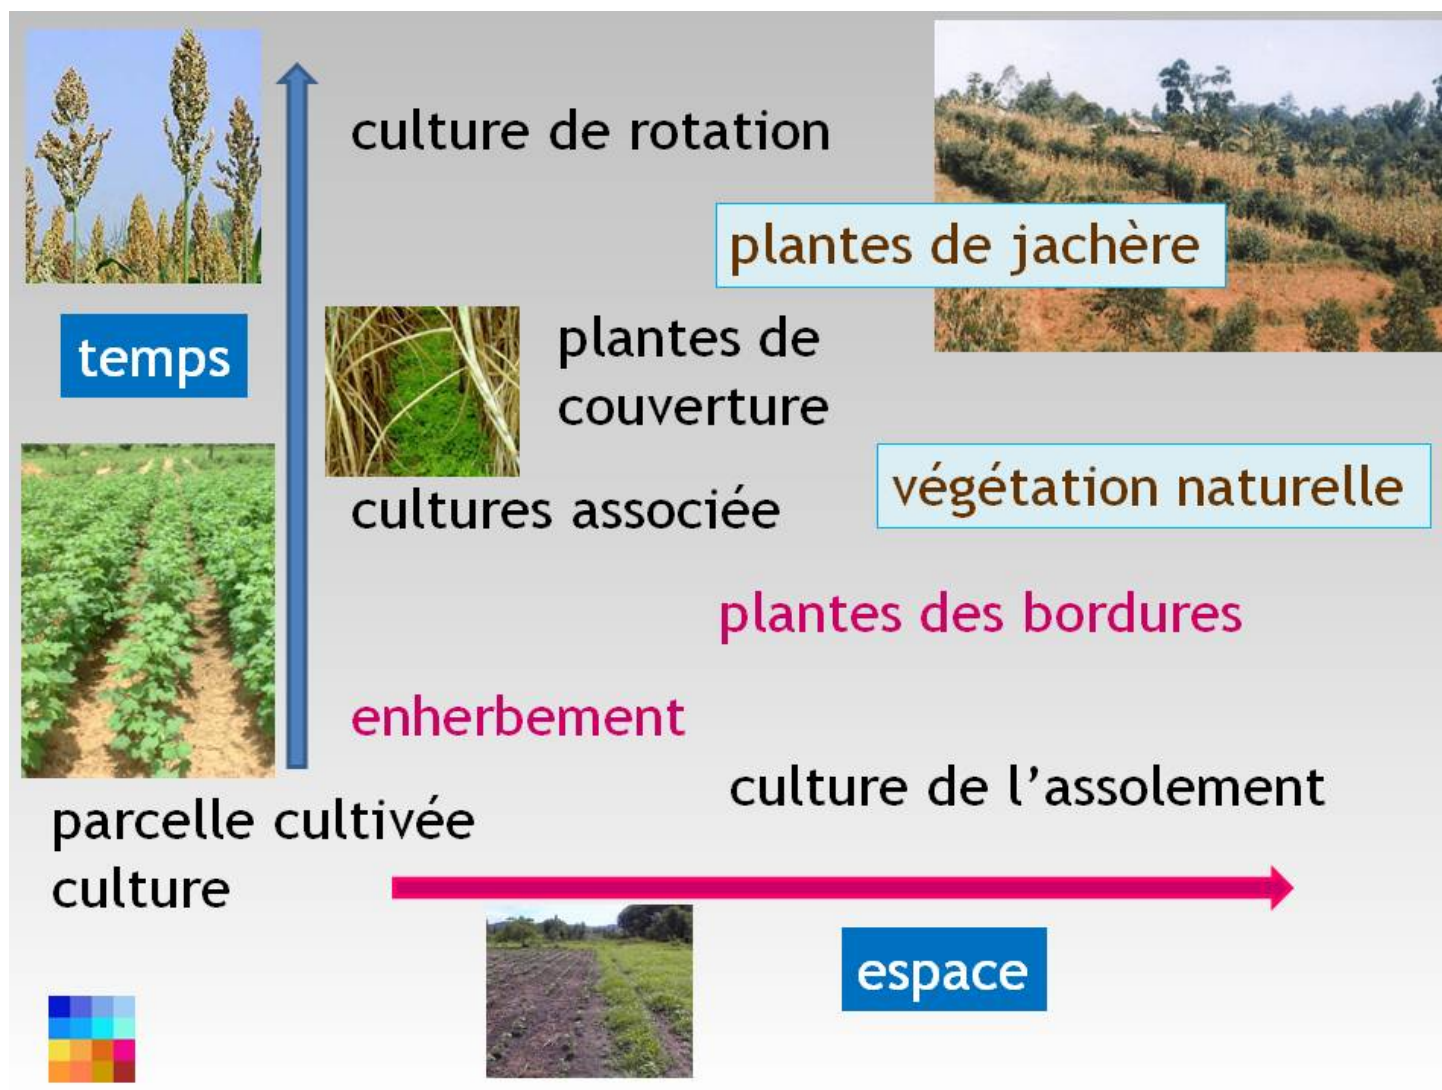 culture de rotation
plantes de jachère
temps
plantes de
couverture
cultures associée
végétation naturelle
plantes des bordures
enherbement
culture de l’assolement
parcelle cultivée
culture
espace